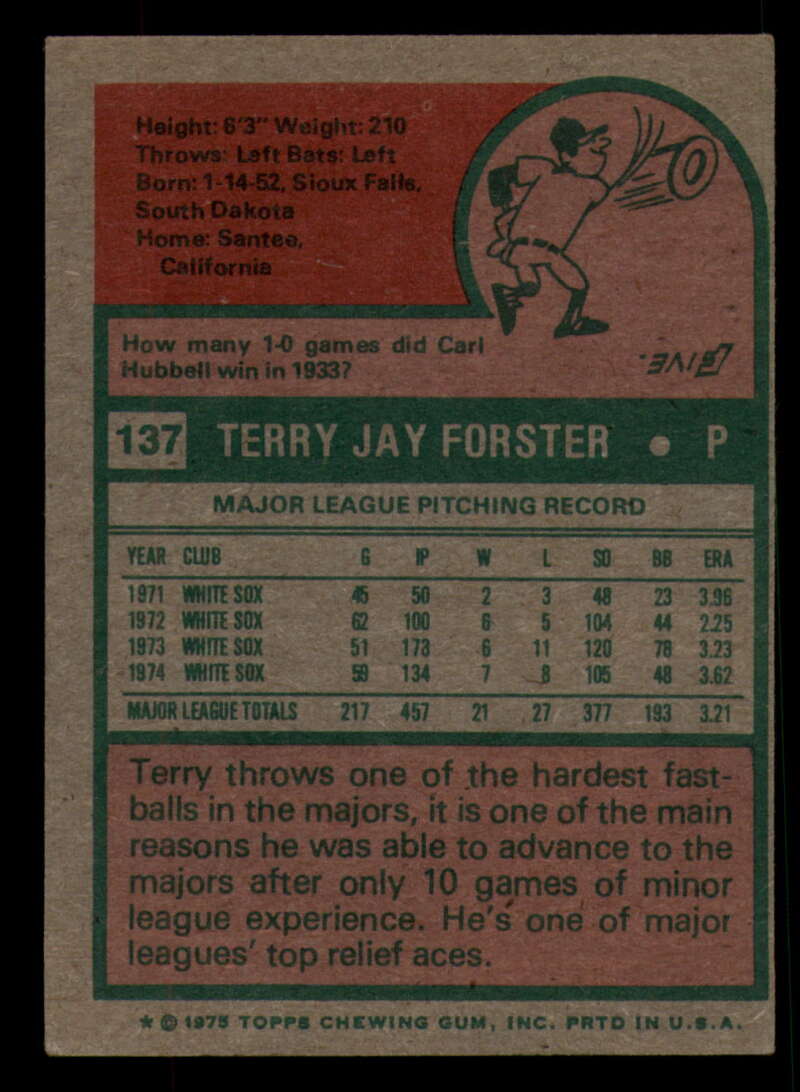 Height: 6'3" Weight: 210
Throws: Left Bats: Left
Born: 1-14-52, Sioux Falls,
South Dakota
Home: Santee,
California
How many 1-0 games did Carl
Hubbell win in 1933?
FIVE.
137 TERRY JAY FORSTER • P
MAJOR LEAGUE PITCHING RECORD
YEAR CLUB G IP W L SO BB ERA
1971 WHITE SOX 45 50 2 3 48 23 3.96
1972 WHITE SOX 62 100 6 5 104 44 2.25
1973 WHITE SOX 51 173 6 11 120 78 3.23
1974 WHITE SOX 59 134 7 8 105 48 3.62
MAJOR LEAGUE TOTALS 217 457 21 27 377 193 3.21
Terry throws one of the hardest fast-
balls in the majors, it is one of the main
reasons he was able to advance to the
majors after only 10 games of minor
league experience. He's one of major
leagues' top relief aces.
* © 1975 TOPPS CHEWING GUM, INC. PRTD IN U.S.A.